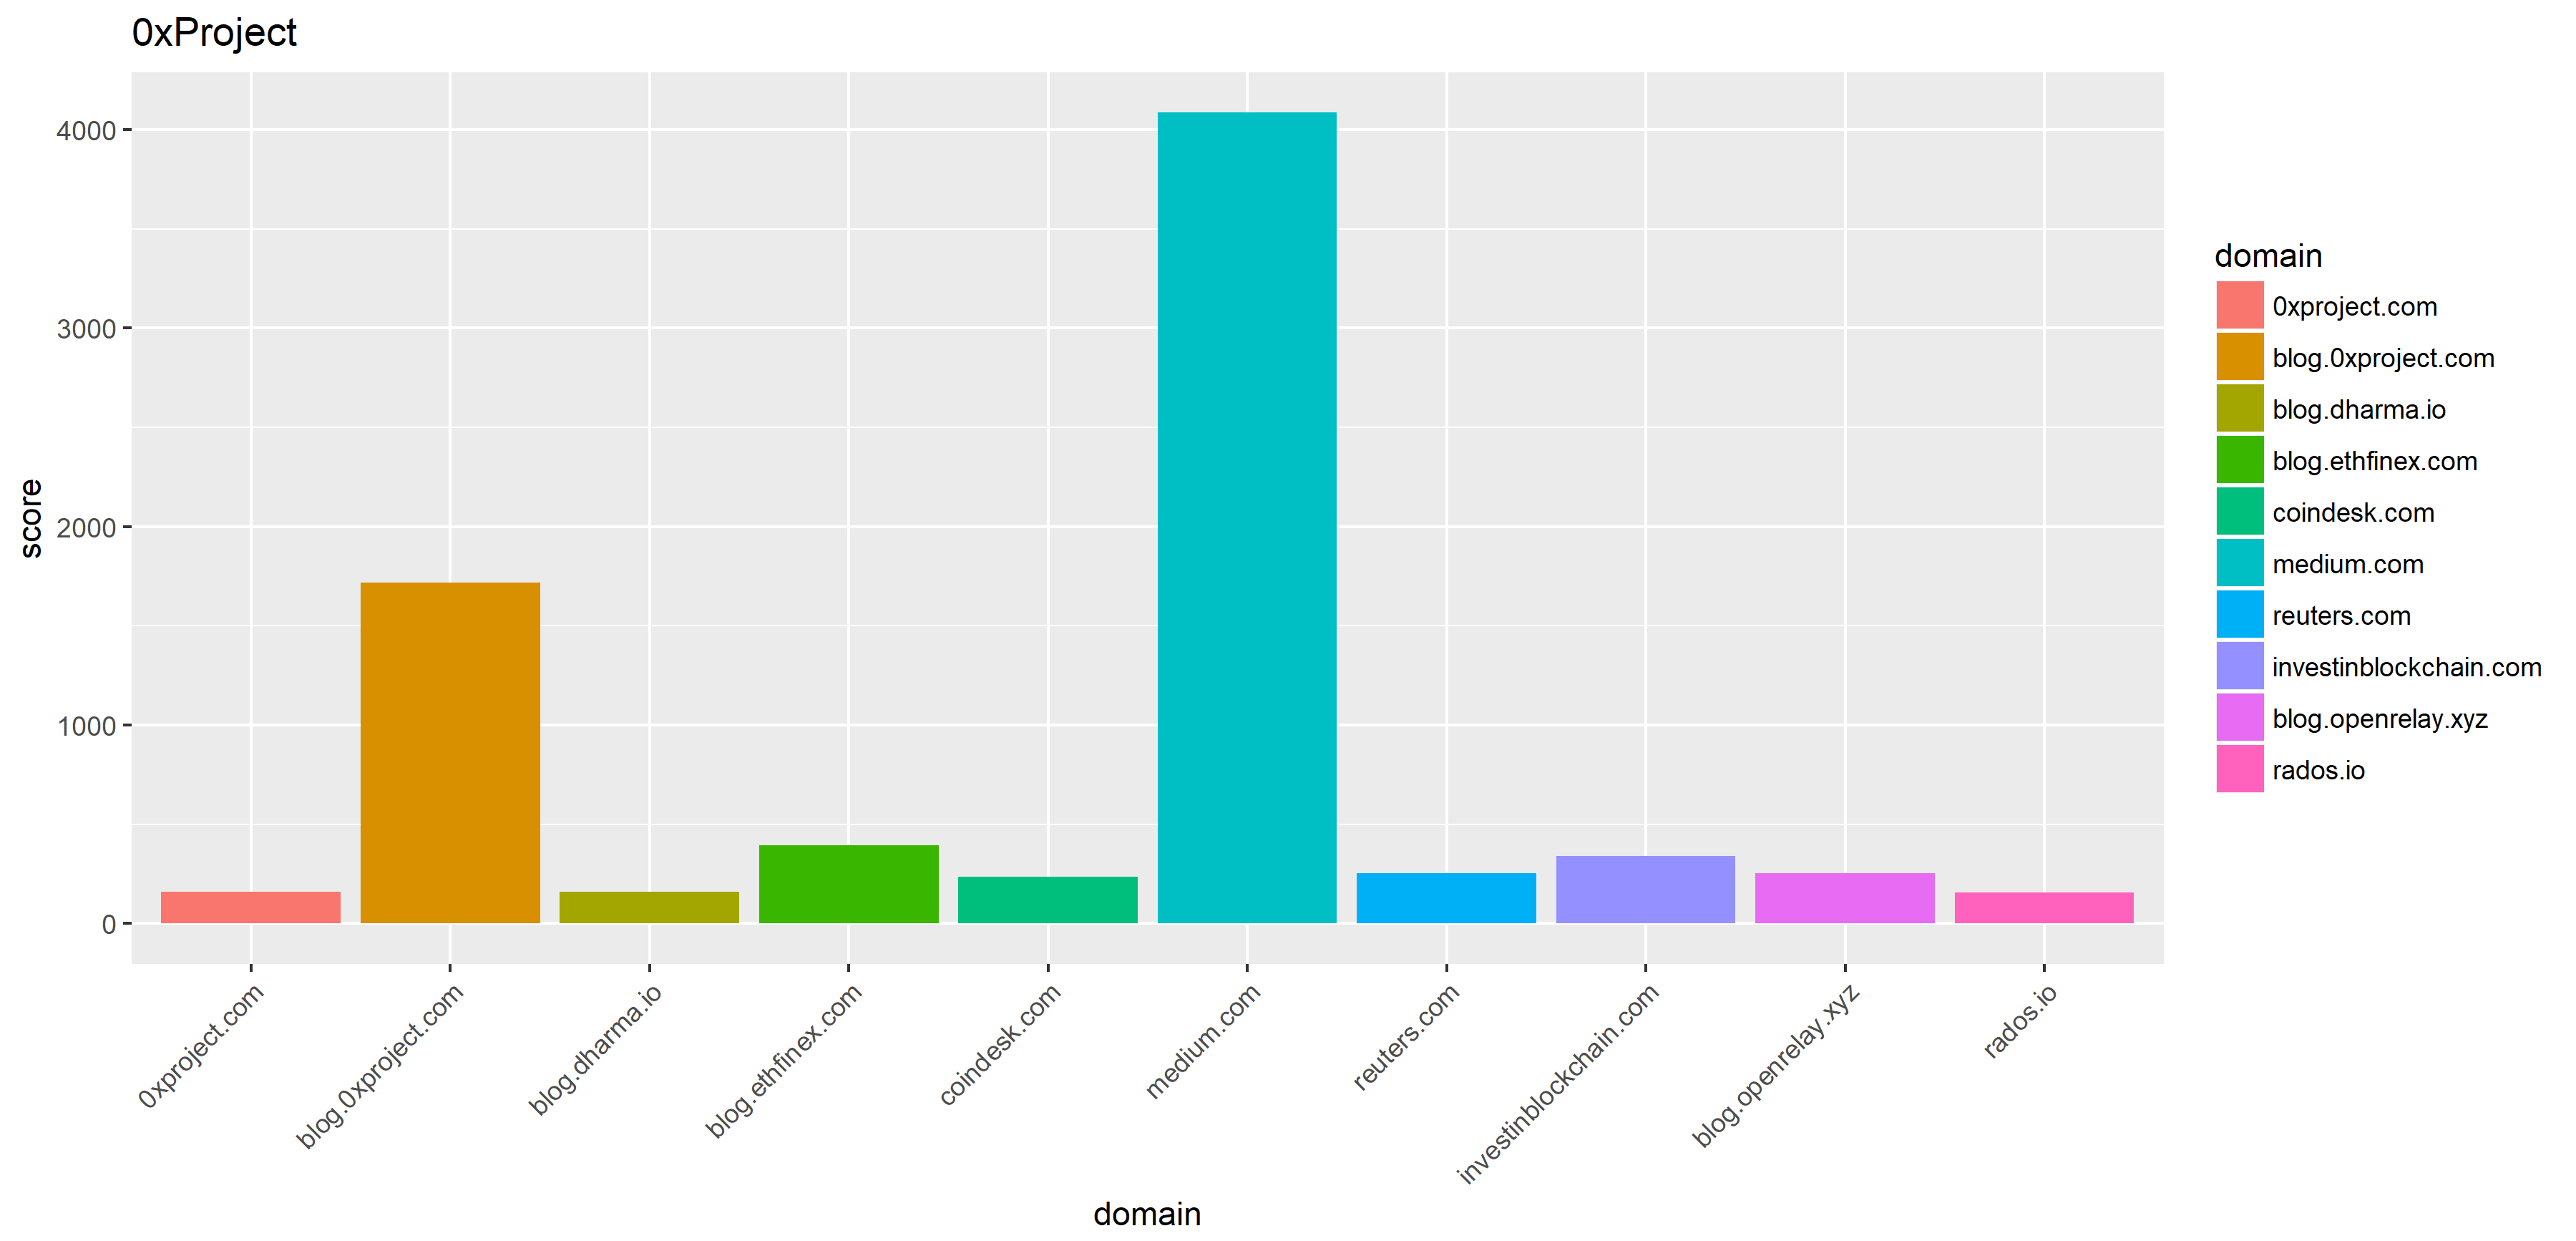 0xProject
score
4000
3000
2000
1000
0
0xproject.com
blog.0xproject.com
blog.dharma.io
blog.ethfinex.com
coindesk.com
medium.com
reuters.com
investinblockchain.com
blog.openrelay.xyz
rados.io
domain
domain
0xproject.com
blog.0xproject.com
blog.dharma.io
blog.ethfinex.com
coindesk.com
medium.com
reuters.com
investinblockchain.com
blog.openrelay.xyz
rados.io